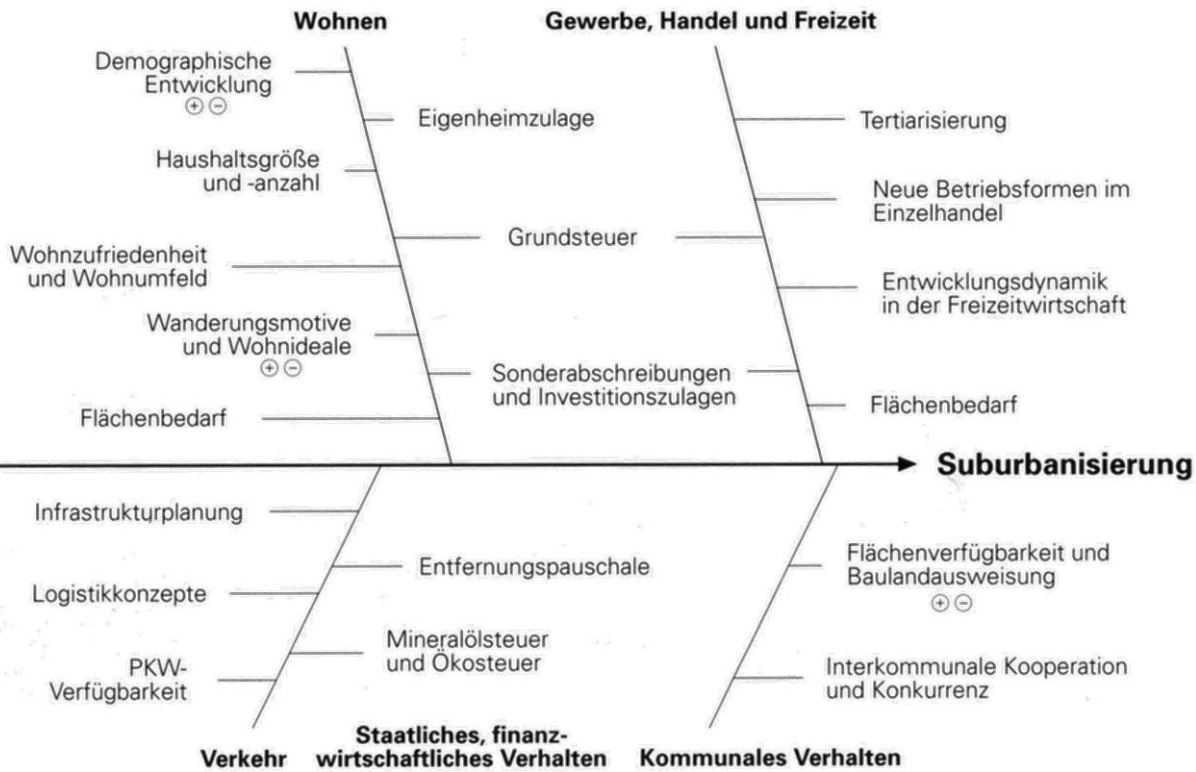 Wohnen
Gewerbe, Handel und Freizeit
Demographische
Entwicklung
⊕ ⊖
Eigenheimzulage
Tertiarisierung
Haushaltsgröße
und -anzahl
Neue Betriebsformen im
Einzelhandel
Grundsteuer
Wohnzufriedenheit
und Wohnumfeld
Entwicklungsdynamik
in der Freizeitwirtschaft
Wanderungsmotive
und Wohnideale
⊕ ⊖
Sonderabschreibungen
und Investitionszulagen
Flächenbedarf
Flächenbedarf
Suburbanisierung
Infrastrukturplanung
Entfernungspauschale
Flächenverfügbarkeit und
Baulandausweisung
⊕ ⊖
Logistikkonzepte
Mineralölsteuer
und Ökosteuer
PKW-
Verfügbarkeit
Interkommunale Kooperation
und Konkurrenz
Verkehr
Staatliches, finanz-
wirtschaftliches Verhalten
Kommunales Verhalten